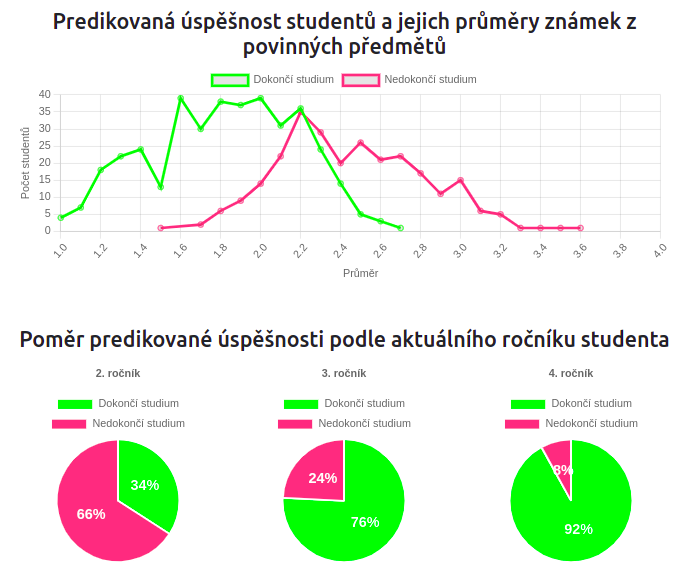 Predikovaná úspěšnost studentů a jejich průměry známek z
povinných předmětů
Dokončí studium Nedokončí studium
Počet studentů
40
35
30
25
20
15
10
5
0
1.0 1.2 1.4 1.6 1.8 2.0 2.2 2.4 2.6 2.8 3.0 3.2 3.4 3.6 3.8 4.0
Průměr
Poměr predikované úspěšnosti podle aktuálního ročníku studenta
2. ročník
Dokončí studium
Nedokončí studium
34%
66%
3. ročník
Dokončí studium
Nedokončí studium
24%
76%
4. ročník
Dokončí studium
Nedokončí studium
8%
92%